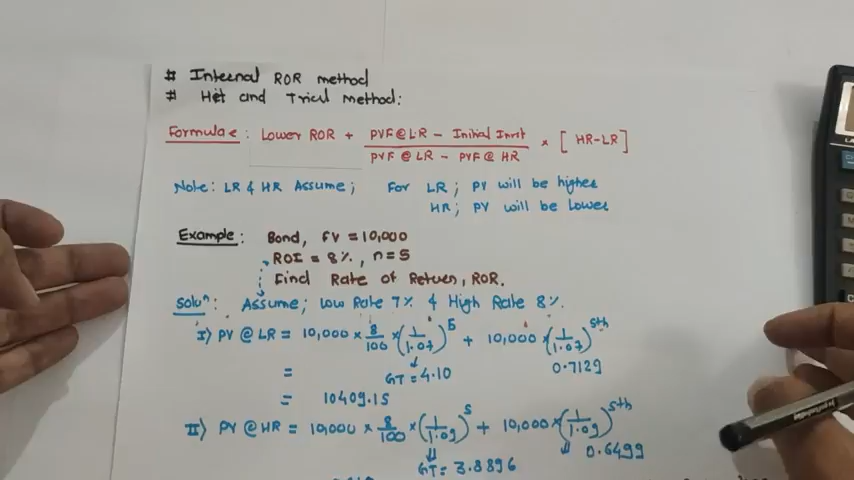 # Internal ROR method
# Hit and Trial method:
Formulae: Lower ROR + PVF@LR - Initial Invst / PVF @ LR - PVF @ HR × [HR-LR]
Note: LR & HR Assume; For LR; PV will be higher
HR; PV will be Lower
Example: Bond, FV = 10,000
ROI = 8%, n=5
Find Rate of Return, ROR.
Soluⁿ: Assume; Low Rate 7% & High Rate 8%.
I) PV @ LR = 10,000 × 8/100 × (1/1.07)^5 + 10,000 × (1/1.07)^5th
= GT = 4.10 0.7129
= 10409.15
II) PV @ HR = 10,000 × 8/100 × (1/1.09)^5 + 10,000 × (1/1.09)^5th
GT = 3.8896 0.6499